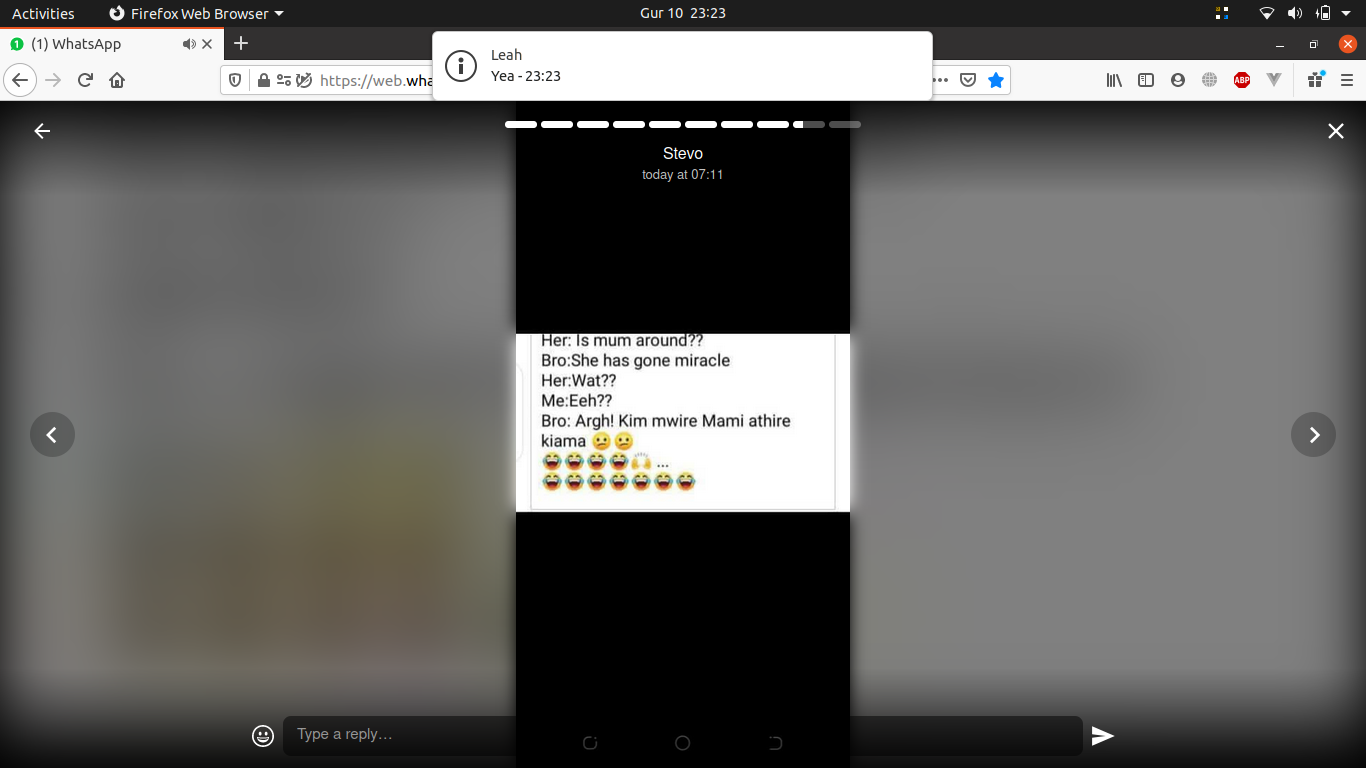 Activities
Firefox Web Browser
Gur 10 23:23
(1) WhatsApp
Leah
Yea - 23:23
https://web.wha
ABP
Stevo
today at 07:11
Her: Is mum around??
Bro:She has gone miracle
Her:Wat??
Me:Eeh??
Bro: Argh! Kim mwire Mami athire
kiama 😕😕
😂😂😂😂🙌 ...
😂😂😂😂😂😂😂
Type a reply…